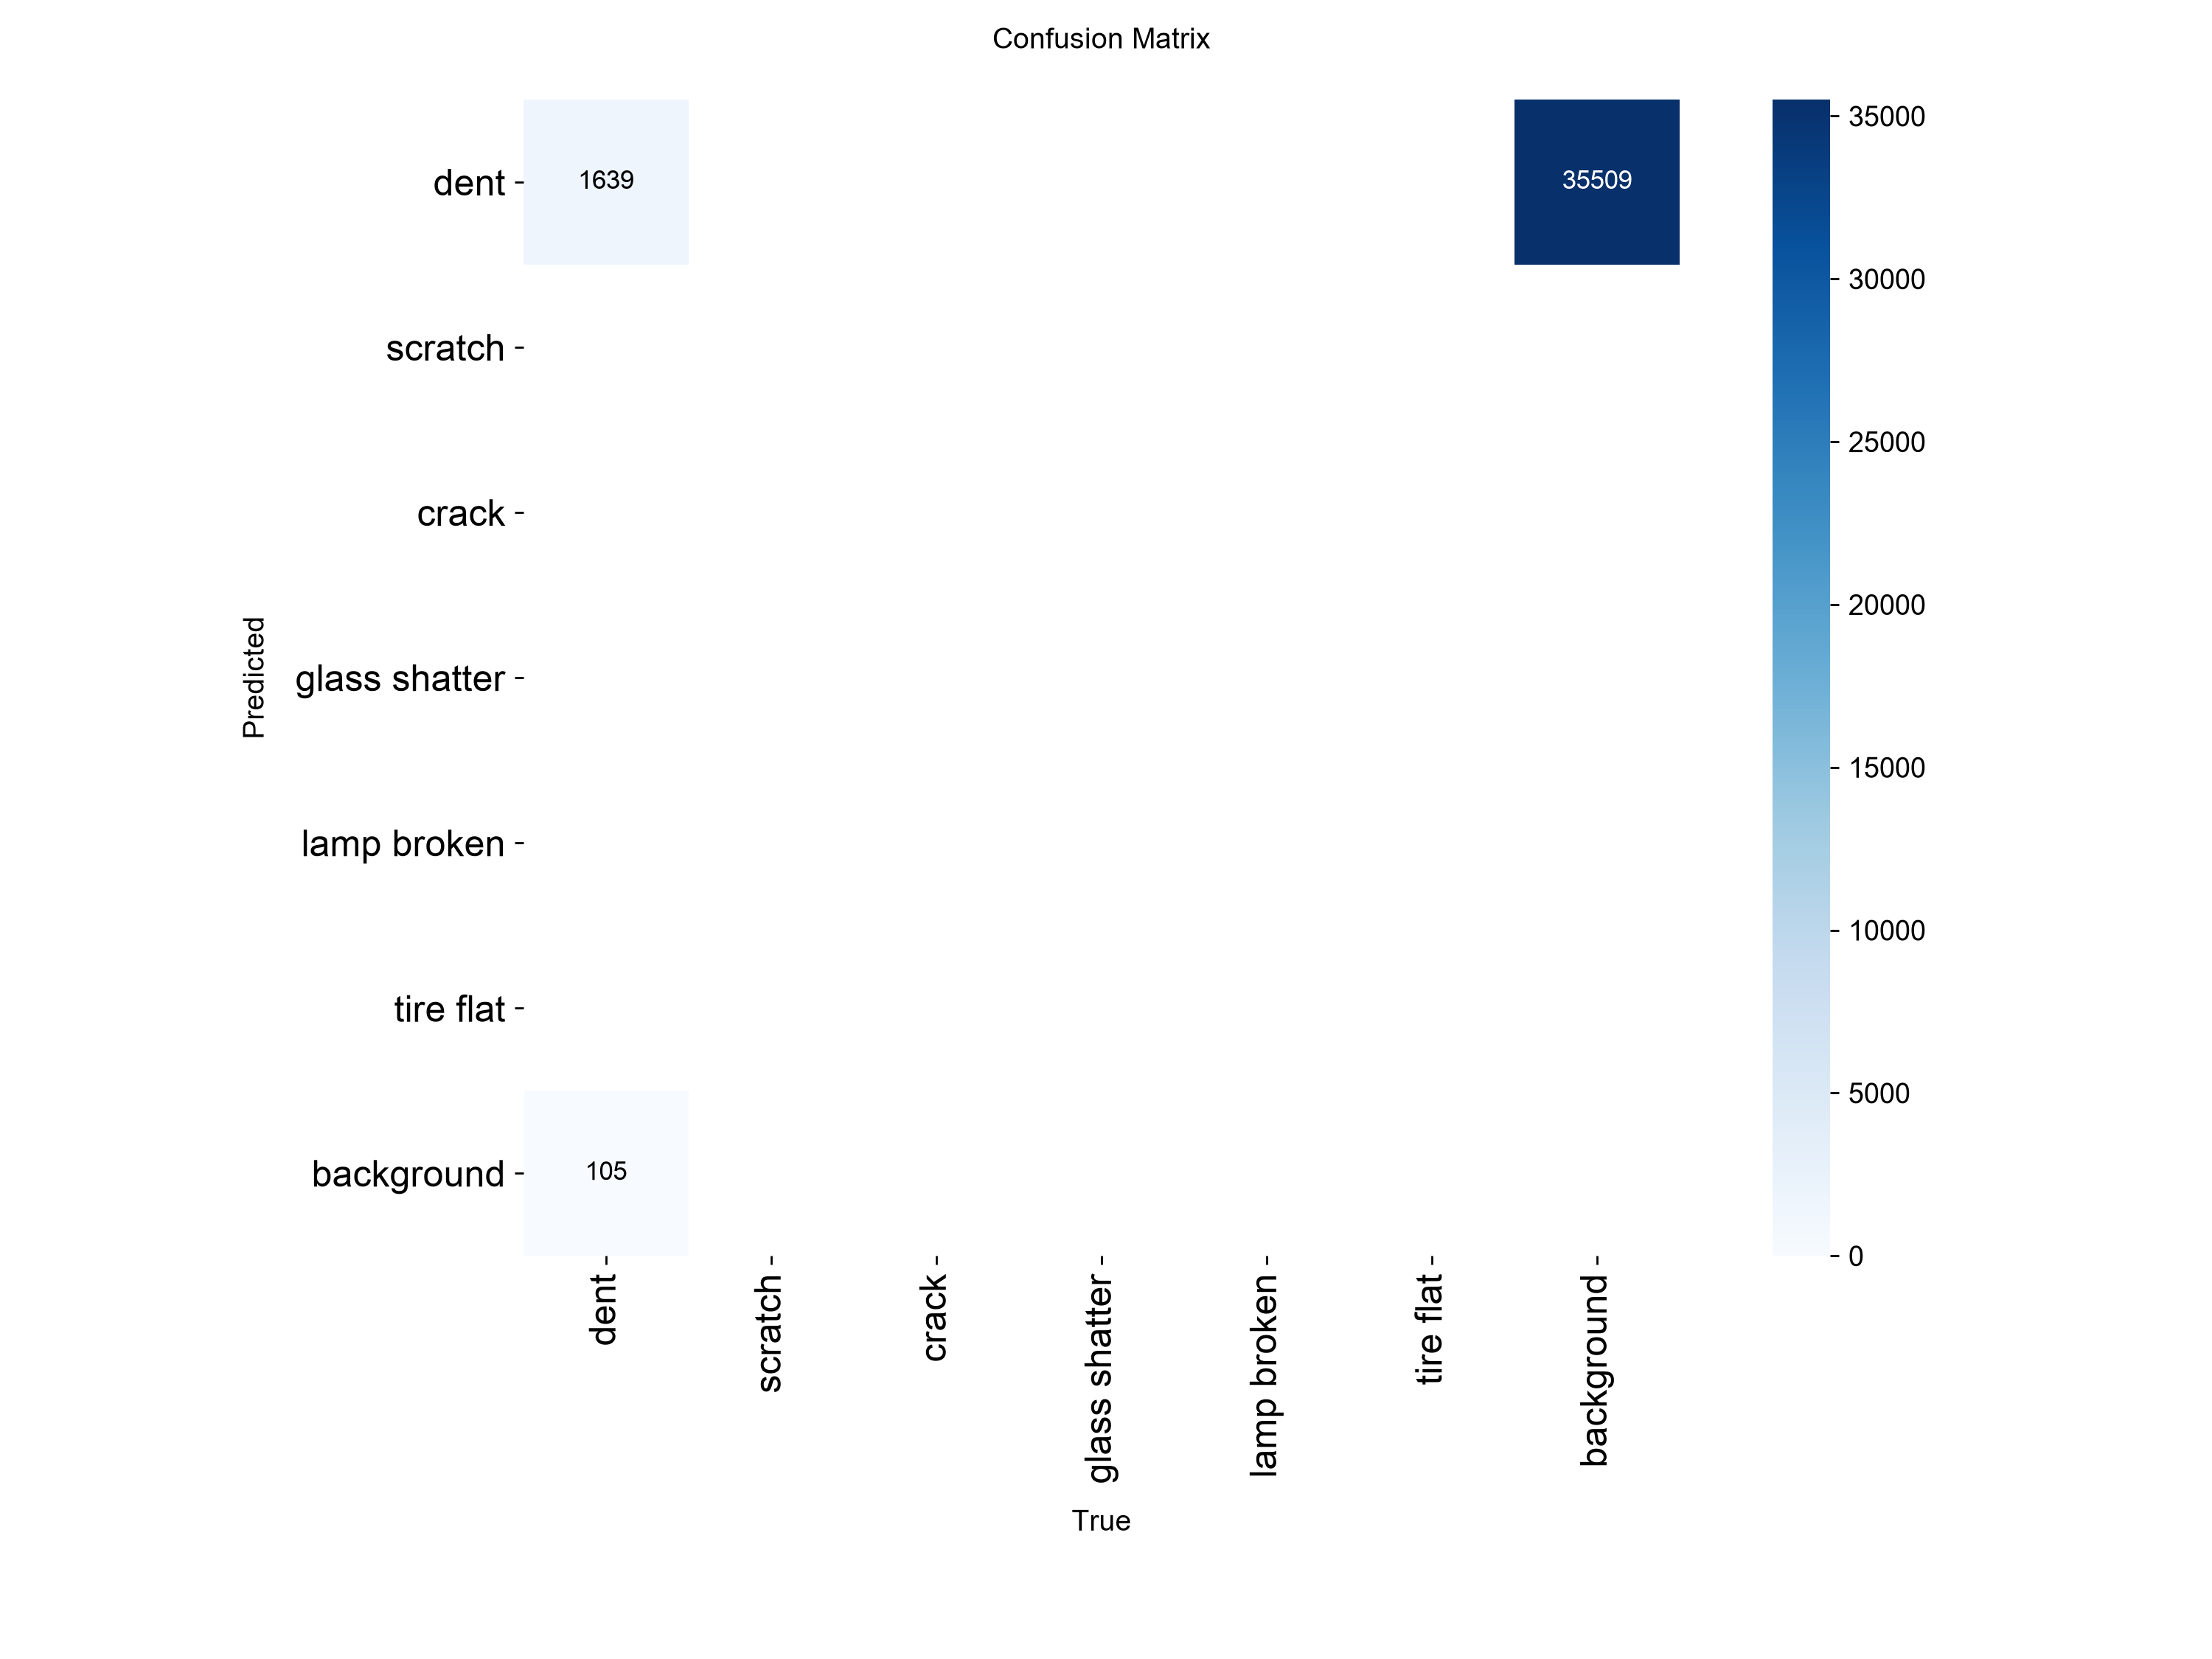 Confusion Matrix
dent
1639
35509
scratch
crack
glass shatter
lamp broken
tire flat
background
105
Predicted
dent
scratch
crack
glass shatter
lamp broken
tire flat
background
True
35000
30000
25000
20000
15000
10000
5000
0